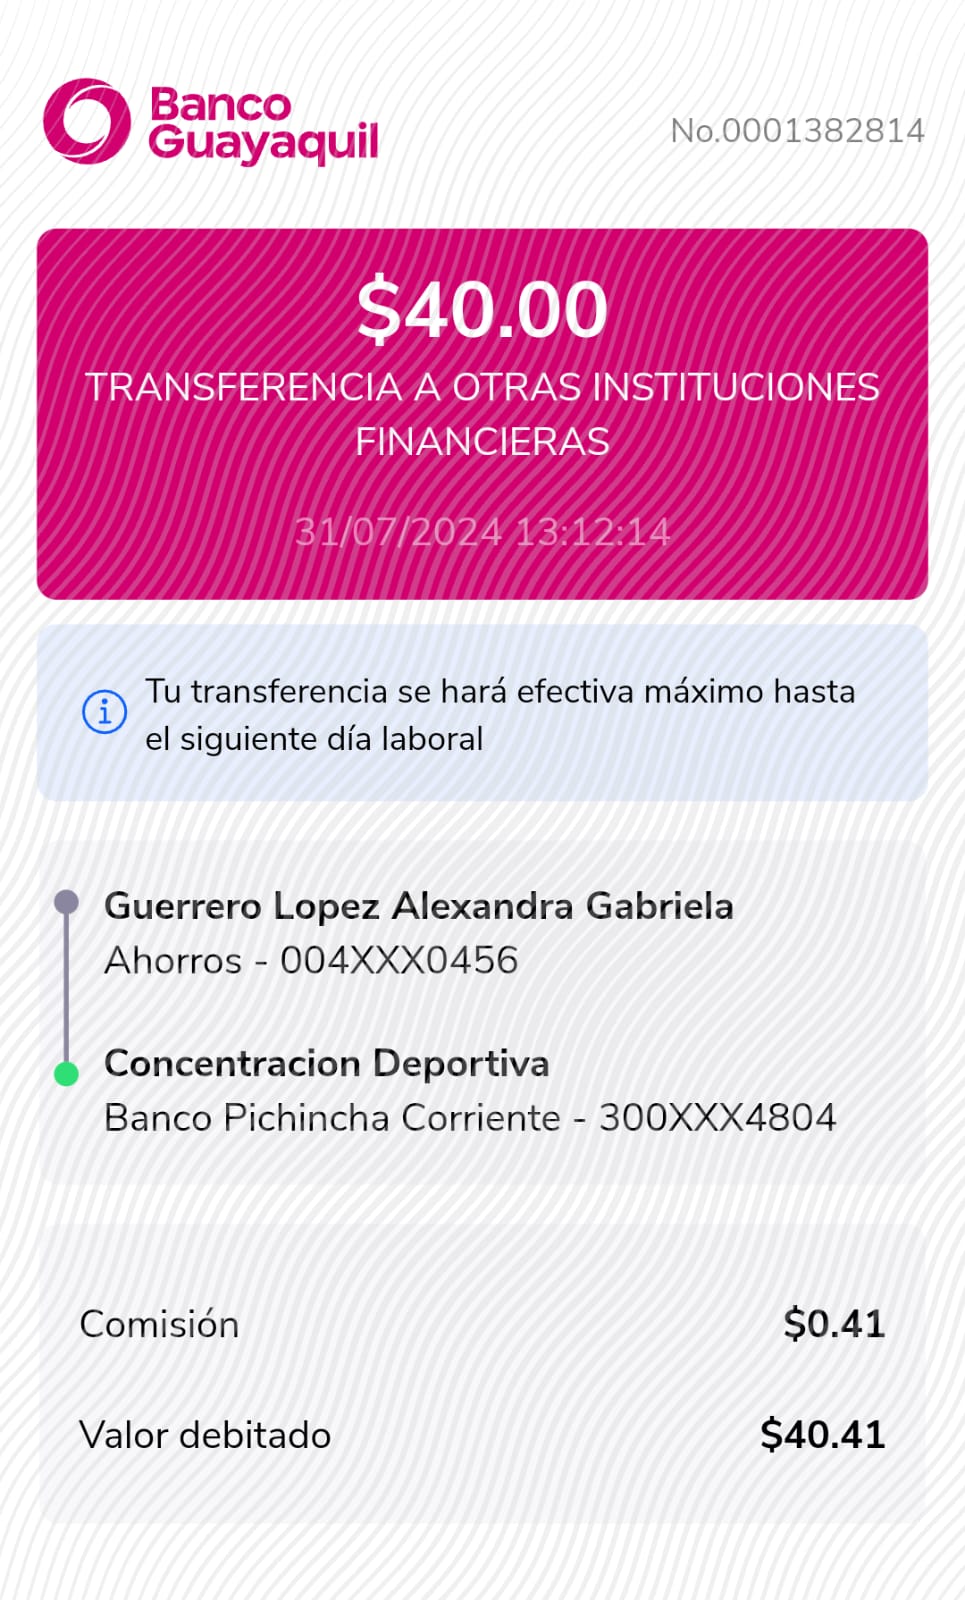 Banco
Guayaquil
No.0001382814
$40.00
TRANSFERENCIA A OTRAS INSTITUCIONES
FINANCIERAS
31/07/2024 13:12:14
Tu transferencia se hará efectiva máximo hasta
el siguiente día laboral
Guerrero Lopez Alexandra Gabriela
Ahorros - 004XXX0456
Concentracion Deportiva
Banco Pichincha Corriente - 300XXX4804
Comisión $0.41
Valor debitado $40.41